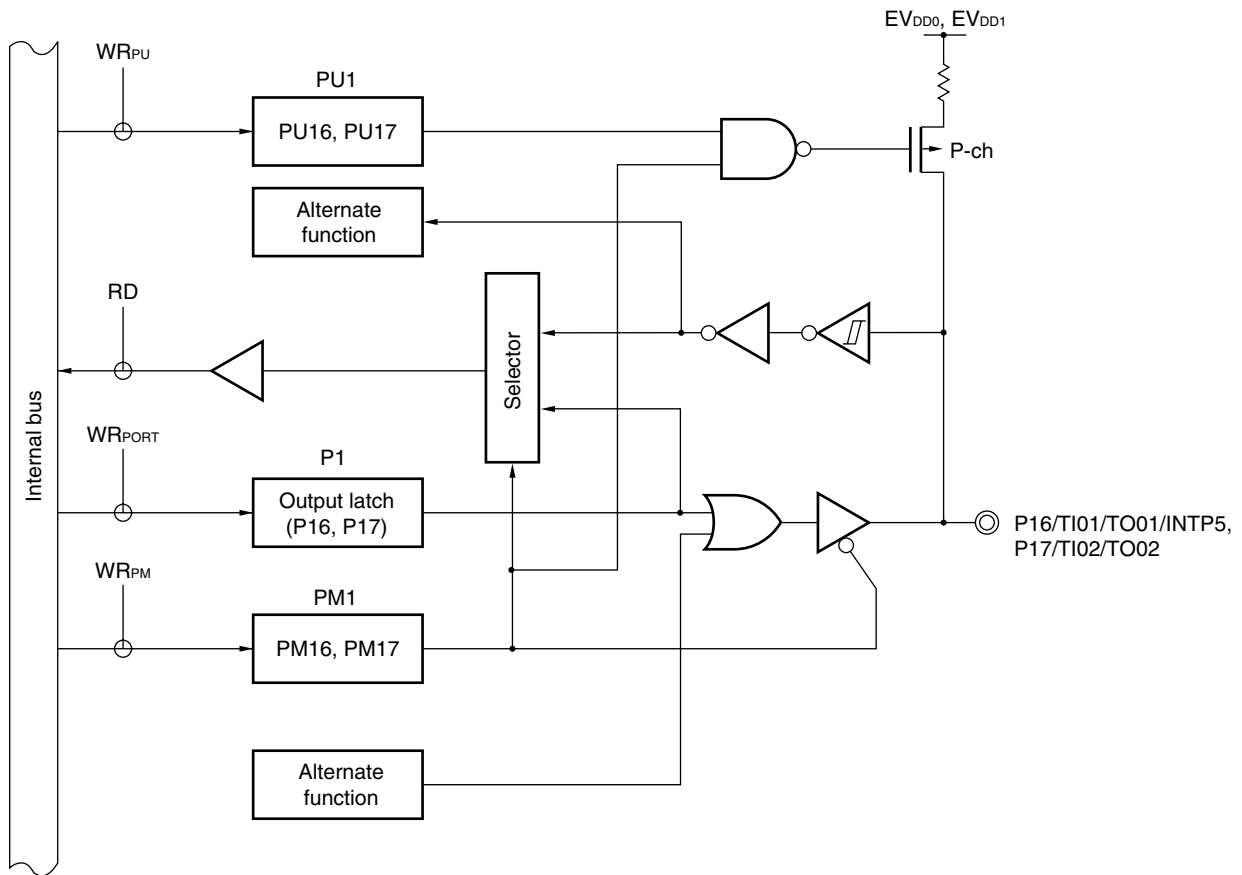 EVDD0, EVDD1
WRPU
PU1
PU16, PU17
P-ch
Alternate
function
RD
Selector
Internal bus
WRPORT
P1
Output latch
(P16, P17)
P16/TI01/TO01/INTP5,
P17/TI02/TO02
WRPM
PM1
PM16, PM17
Alternate
function